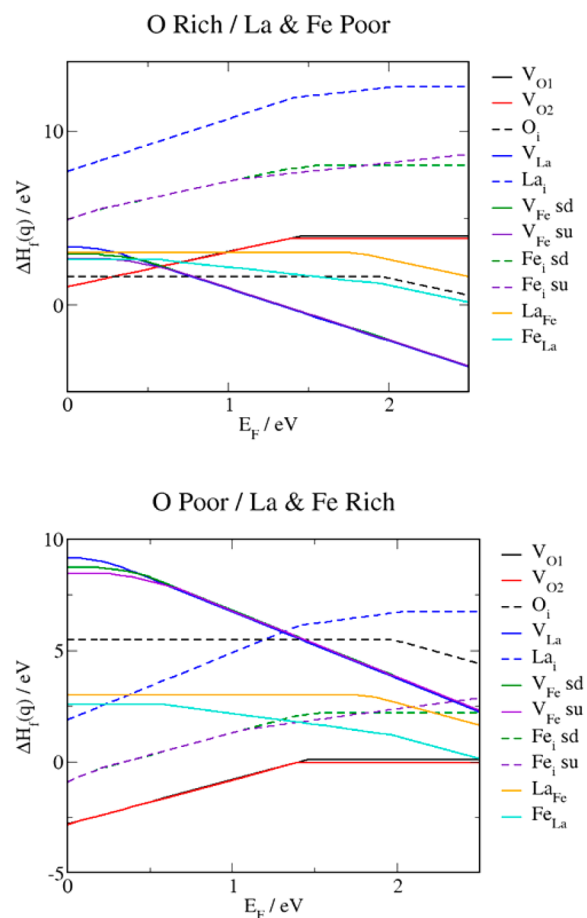 O Rich / La & Fe Poor
ΔH_f(q) / eV
10
0
0
1
2
E_F / eV
V_O1
V_O2
O_i
V_La
La_i
V_Fe sd
V_Fe su
Fe_i sd
Fe_i su
La_Fe
Fe_La
O Poor / La & Fe Rich
ΔH_f(q) / eV
10
5
0
-5
0
1
2
E_F / eV
V_O1
V_O2
O_i
V_La
La_i
V_Fe sd
V_Fe su
Fe_i sd
Fe_i su
La_Fe
Fe_La